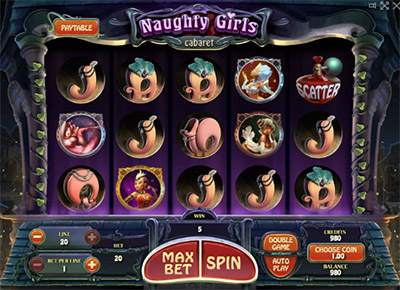 Naughty Girls
cabaret
PAYTABLE
J
SCATTER
J
10
Q
J
J
WIN
5
LINE
20
BET
20
BET PER LINE
1
MAX
BET
SPIN
DOUBLE
GAME
AUTO
PLAY
CREDITS
980
CHOOSE COIN
1.00
BALANCE
980